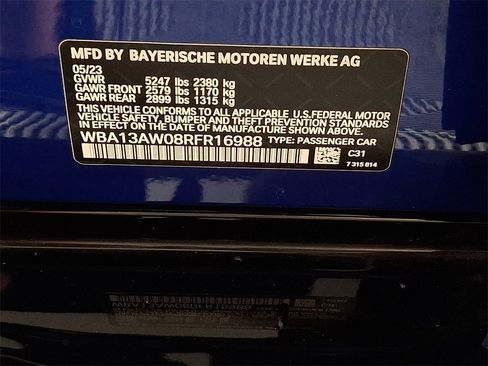 MFD BY BAYERISCHE MOTOREN WERKE AG
05/23
GVWR 5247 lbs 2380 kg
GAWR FRONT 2579 lbs 1170 kg
GAWR REAR 2899 lbs 1315 kg
THIS VEHICLE CONFORMS TO ALL APPLICABLE U.S.FEDERAL MOTOR
VEHICLE SAFETY, BUMPER AND THEFT PREVENTION STANDARDS
IN EFFECT ON THE DATE OF MANUFACTURE SHOWN ABOVE.
WBA13AW08RFR16988 TYPE: PASSENGER CAR
C31
7 315 814